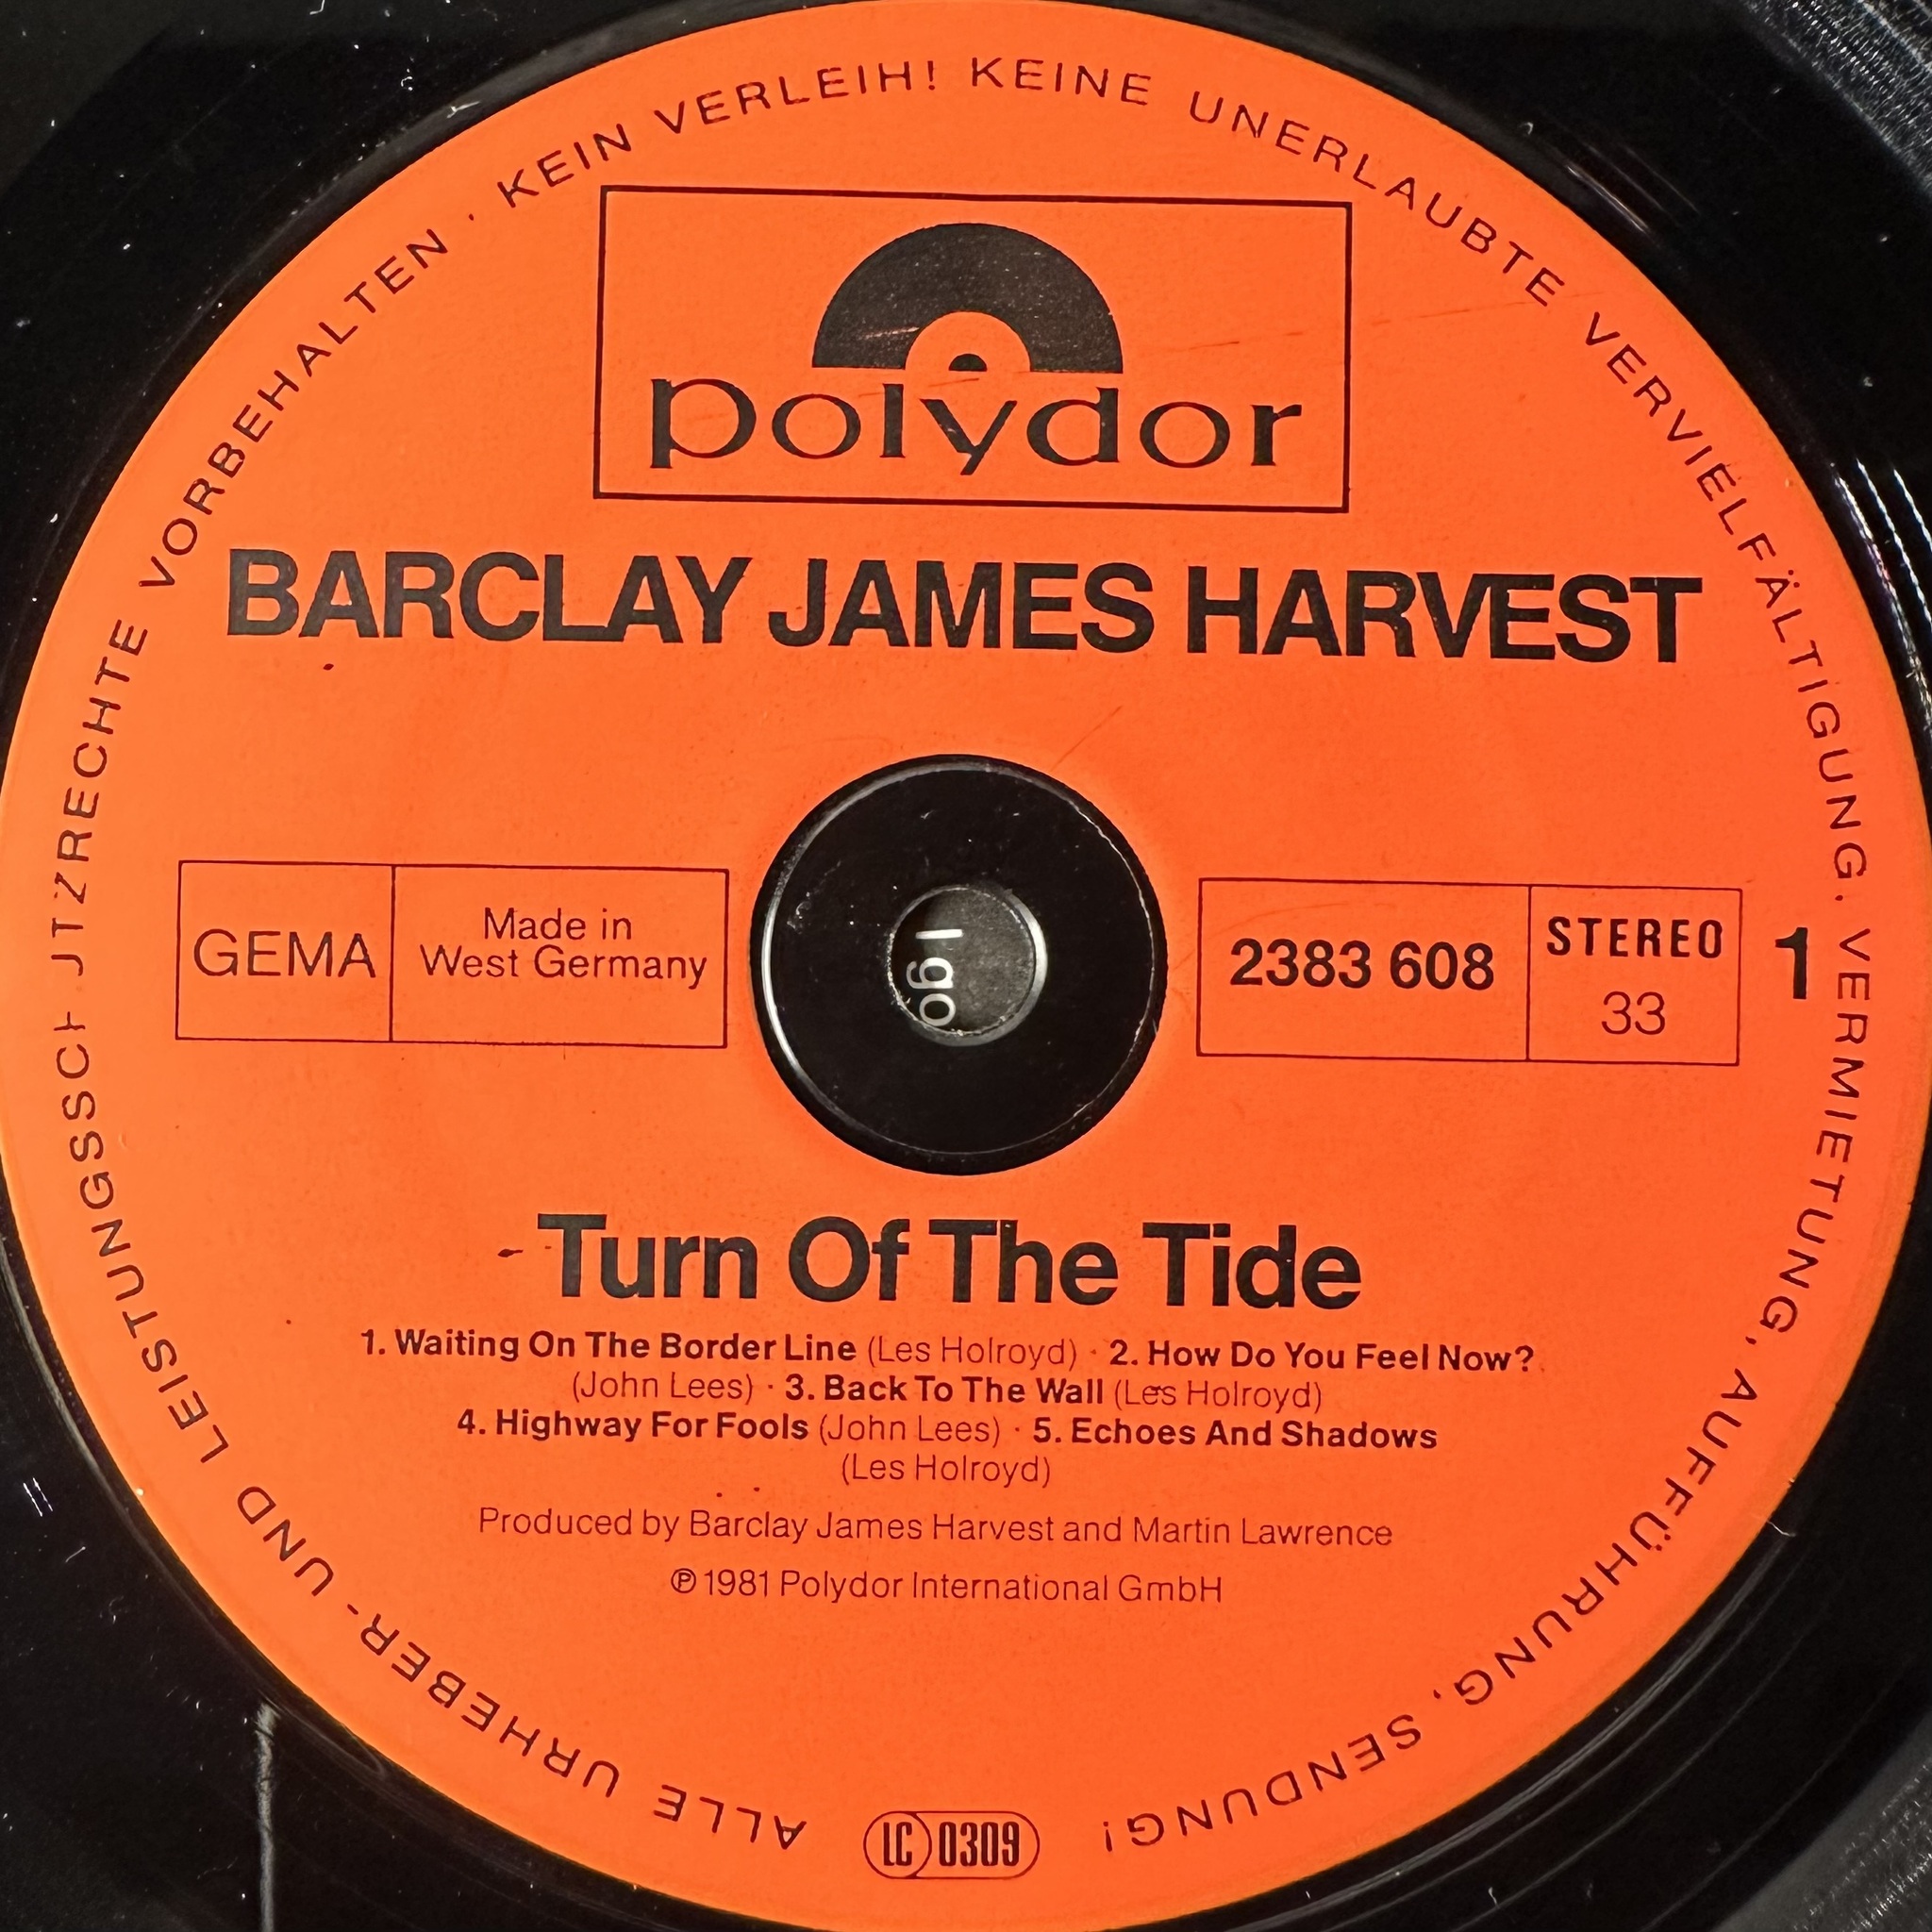 ALLE URHEBER- UND LEISTUNGSSCH JTZRECHTE VORBEHALTEN · KEIN VERLEIH! KEINE UNERLAUBTE VERVIELFÄLTIGUNG, VERMIETUNG, AUFFÜHRUNG, SENDUNG!
polydor
BARCLAY JAMES HARVEST
GEMA
Made in
West Germany
2383 608
STEREO
33
1
I go
Turn Of The Tide
1. Waiting On The Border Line (Les Holroyd) · 2. How Do You Feel Now?
(John Lees) · 3. Back To The Wall (Les Holroyd)
4. Highway For Fools (John Lees) · 5. Echoes And Shadows
(Les Holroyd)
Produced by Barclay James Harvest and Martin Lawrence
℗ 1981 Polydor International GmbH
LC 0309